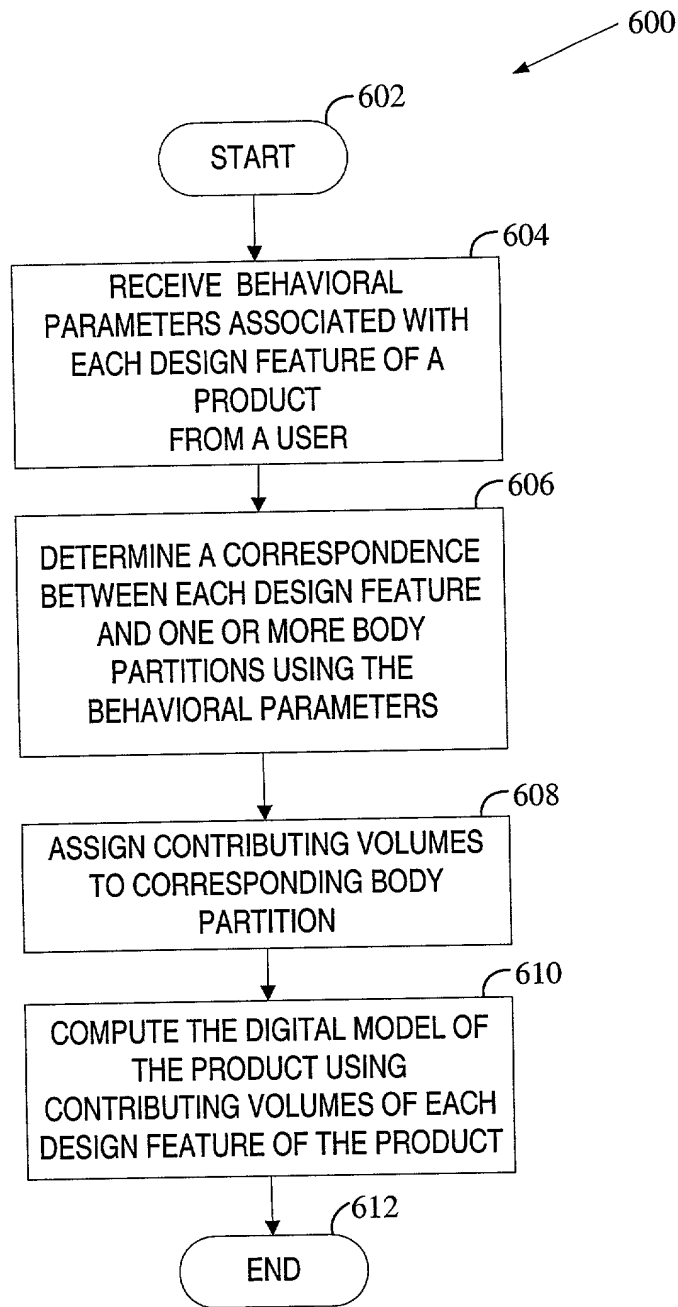 600
602
START
604
RECEIVE BEHAVIORAL
PARAMETERS ASSOCIATED WITH
EACH DESIGN FEATURE OF A
PRODUCT
FROM A USER
606
DETERMINE A CORRESPONDENCE
BETWEEN EACH DESIGN FEATURE
AND ONE OR MORE BODY
PARTITIONS USING THE
BEHAVIORAL PARAMETERS
608
ASSIGN CONTRIBUTING VOLUMES
TO CORRESPONDING BODY
PARTITION
610
COMPUTE THE DIGITAL MODEL OF
THE PRODUCT USING
CONTRIBUTING VOLUMES OF EACH
DESIGN FEATURE OF THE PRODUCT
612
END